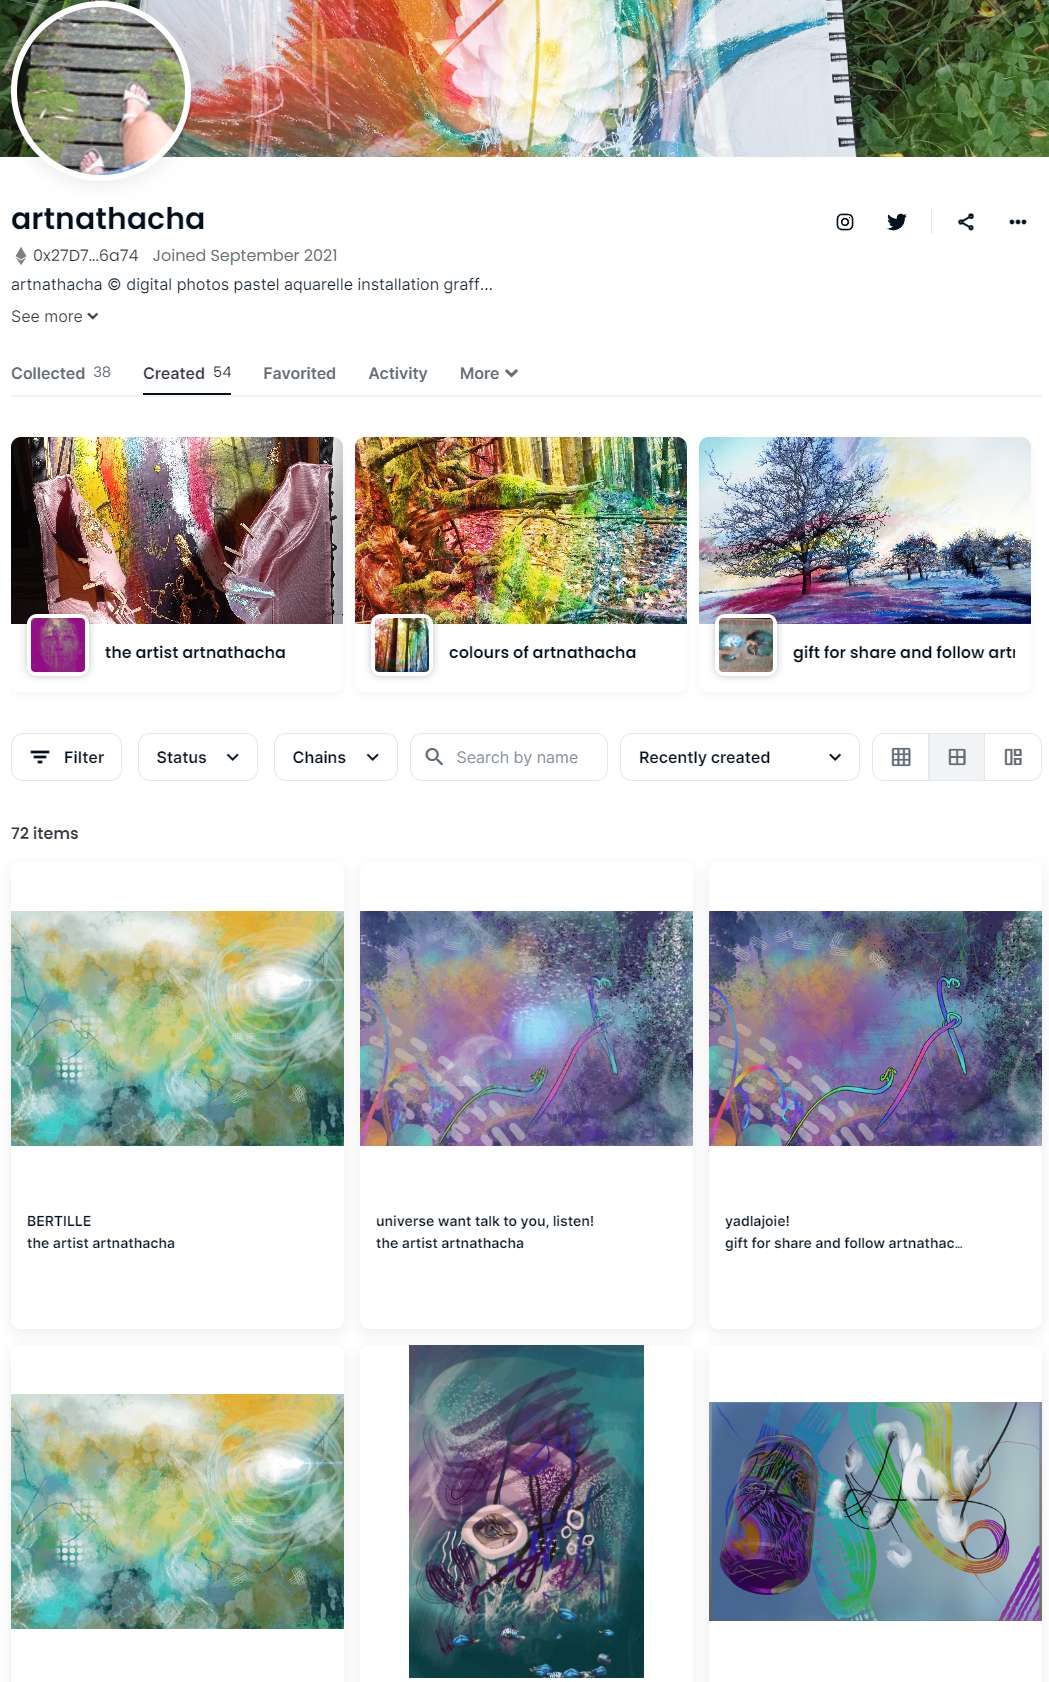 artnathacha
0x27D7...6a74 Joined September 2021
artnathacha © digital photos pastel aquarelle installation graff...
See more
Collected 38 Created 54 Favorited Activity More
the artist artnathacha
colours of artnathacha
gift for share and follow artn
Filter Status Chains Search by name Recently created
72 items
BERTILLE
the artist artnathacha
universe want talk to you, listen!
the artist artnathacha
yadlajoie!
gift for share and follow artnathac...